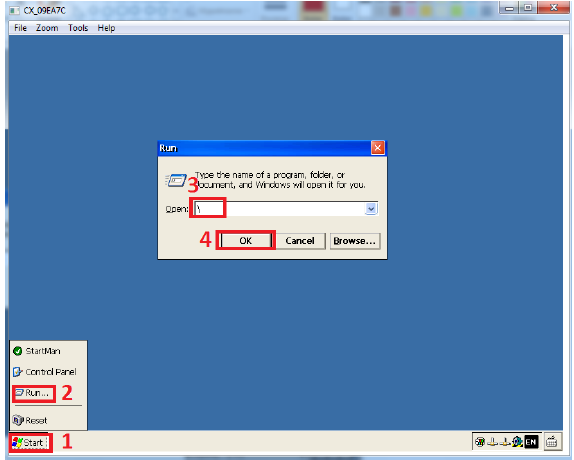 CX_09EA7C
File Zoom Tools Help
Run
Type the name of a program, folder, or
document, and Windows will open it for you.
3
Open: \
4 OK Cancel Browse...
StartMan
Control Panel
Run... 2
Reset
Start 1
EN